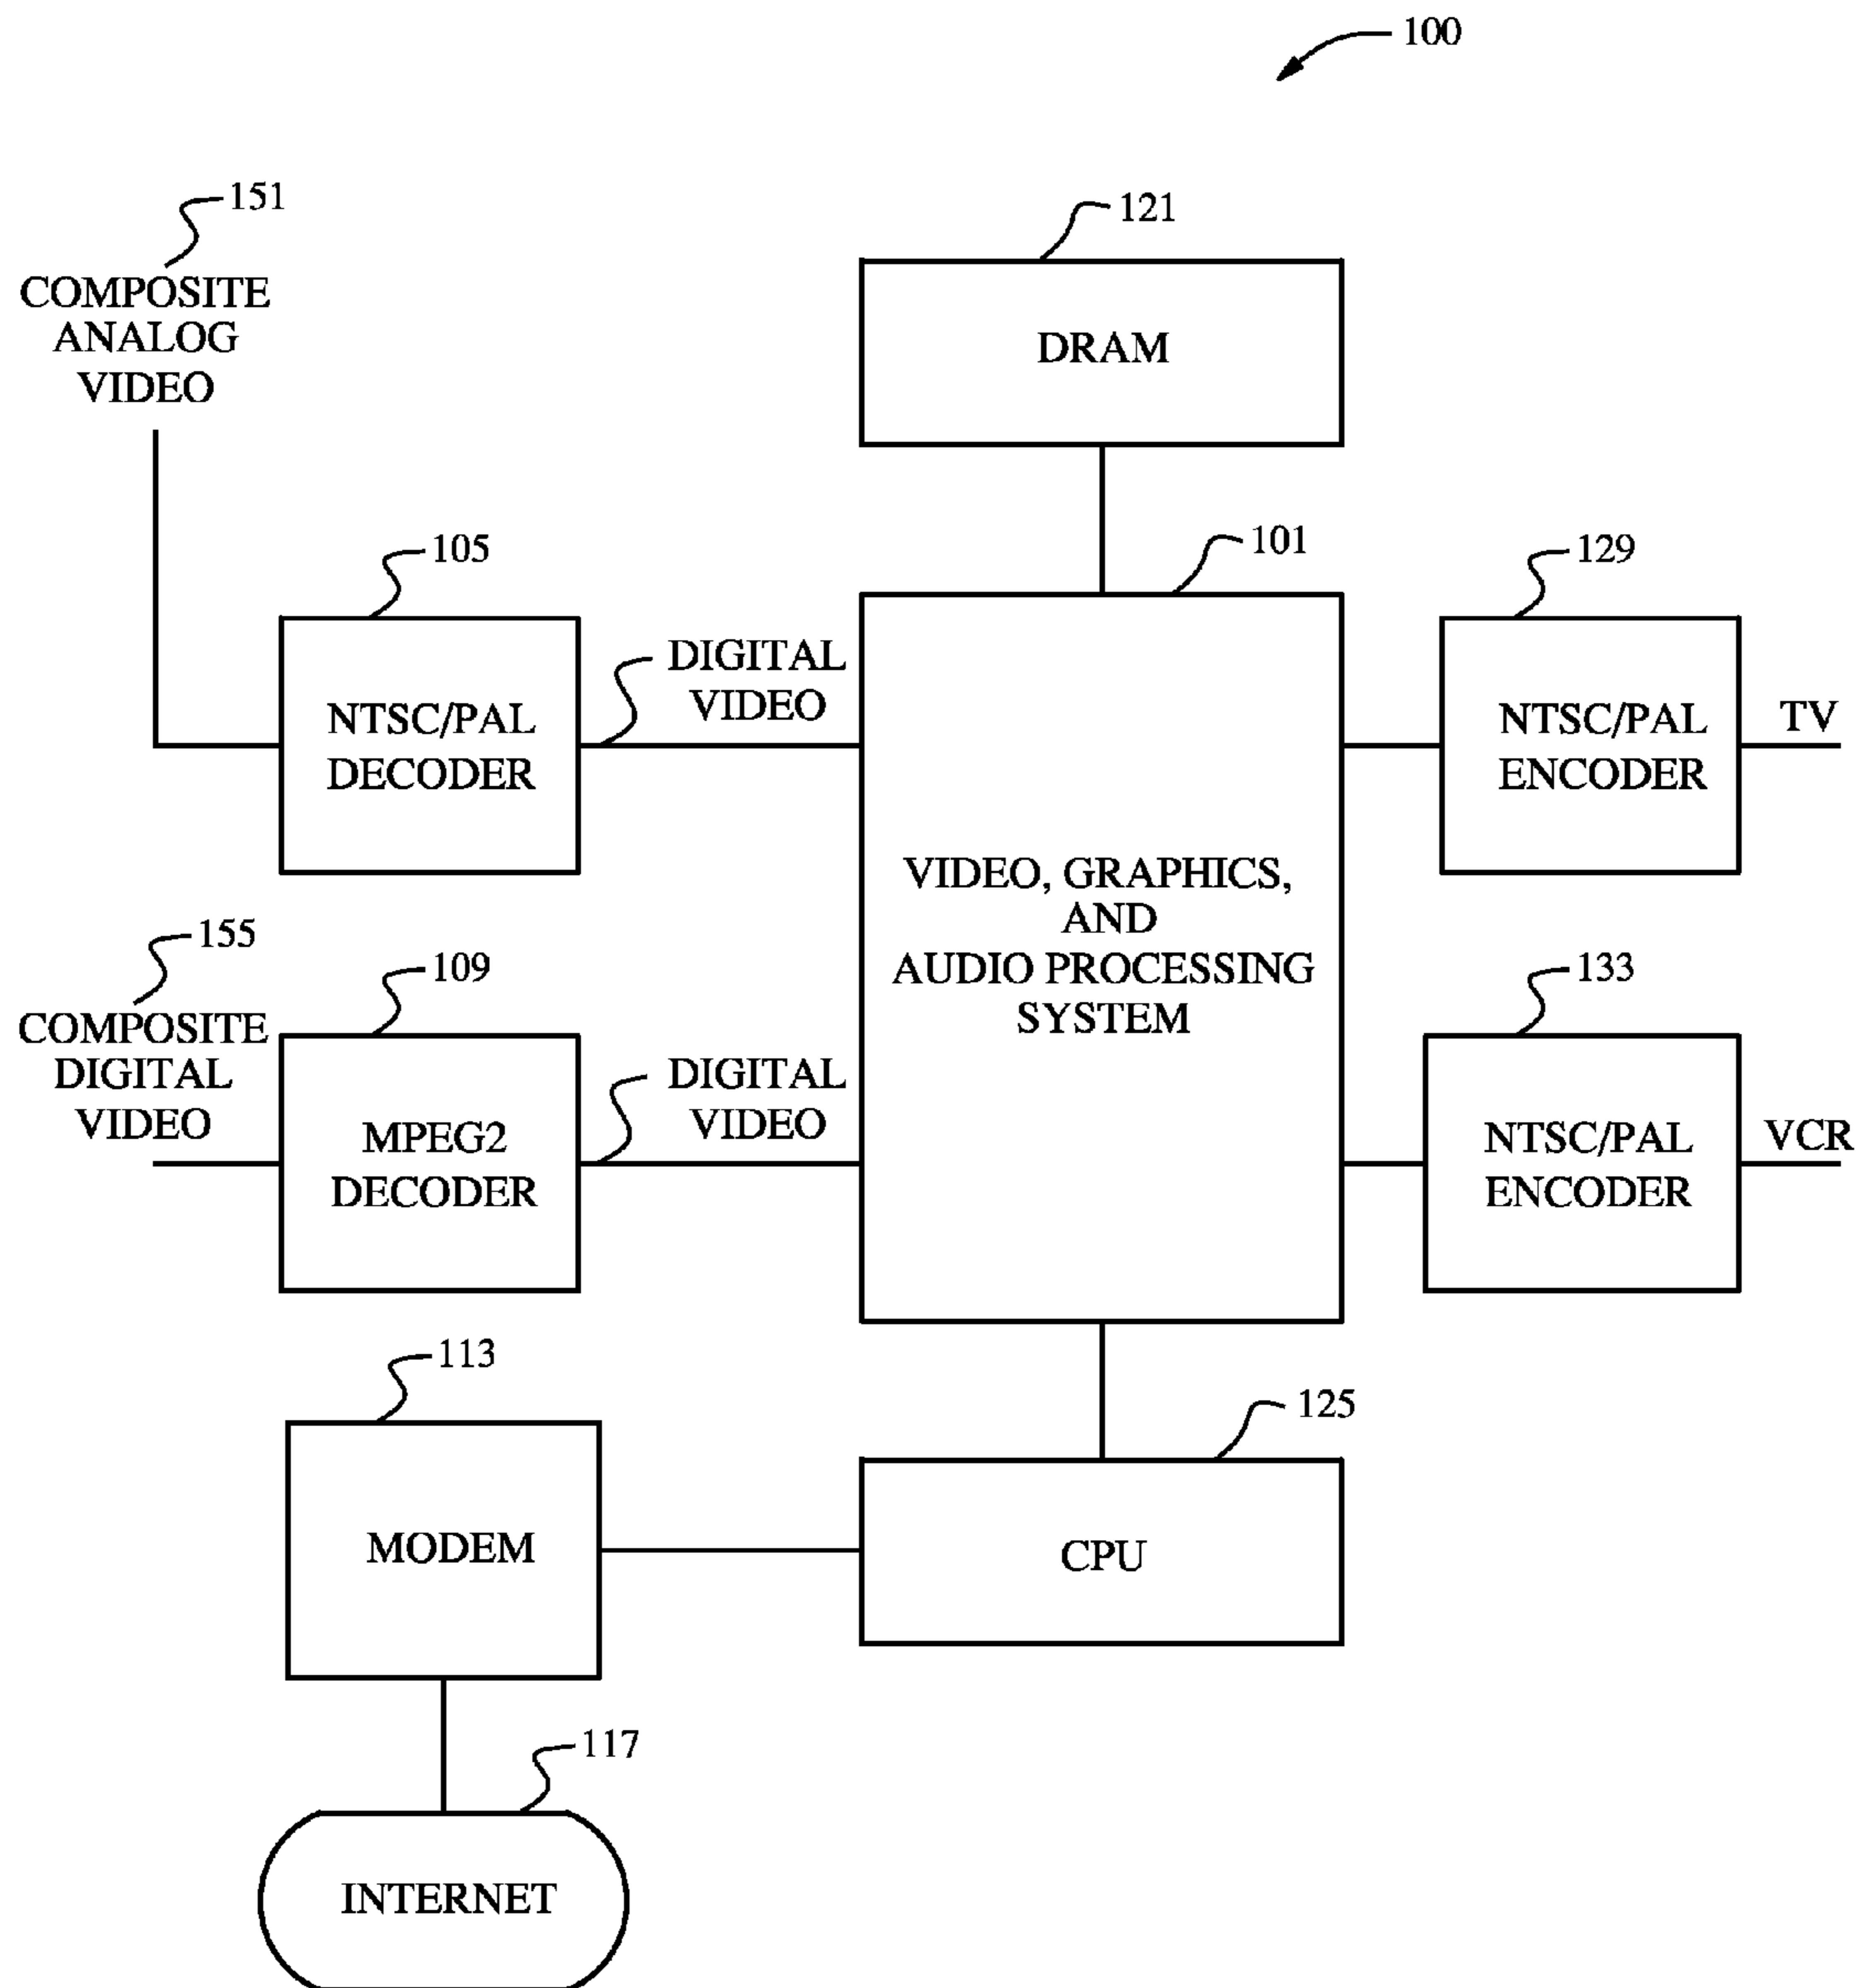 100
151
COMPOSITE
ANALOG
VIDEO
121
DRAM
105
NTSC/PAL
DECODER
DIGITAL
VIDEO
101
VIDEO, GRAPHICS,
AND
AUDIO PROCESSING
SYSTEM
129
NTSC/PAL
ENCODER
TV
155
COMPOSITE
DIGITAL
VIDEO
109
MPEG2
DECODER
DIGITAL
VIDEO
133
NTSC/PAL
ENCODER
VCR
113
MODEM
125
CPU
117
INTERNET